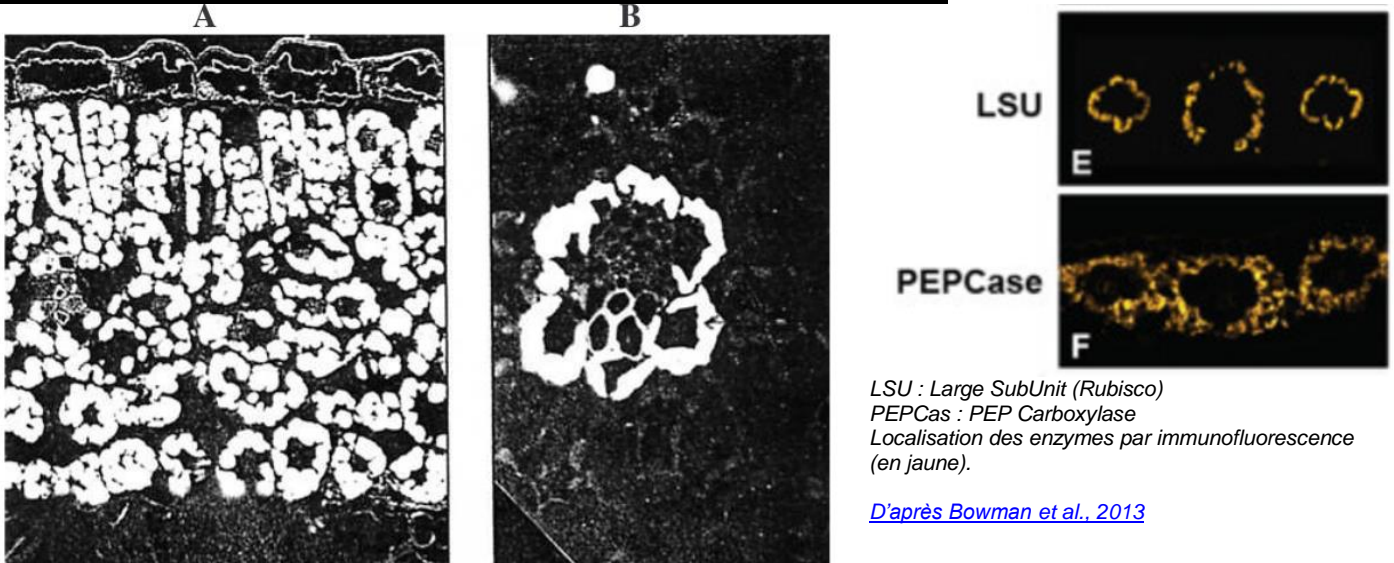 A
B
LSU
E
PEPCase
F
LSU : Large SubUnit (Rubisco)
PEPCas : PEP Carboxylase
Localisation des enzymes par immunofluorescence
(en jaune).
D'après Bowman et al., 2013